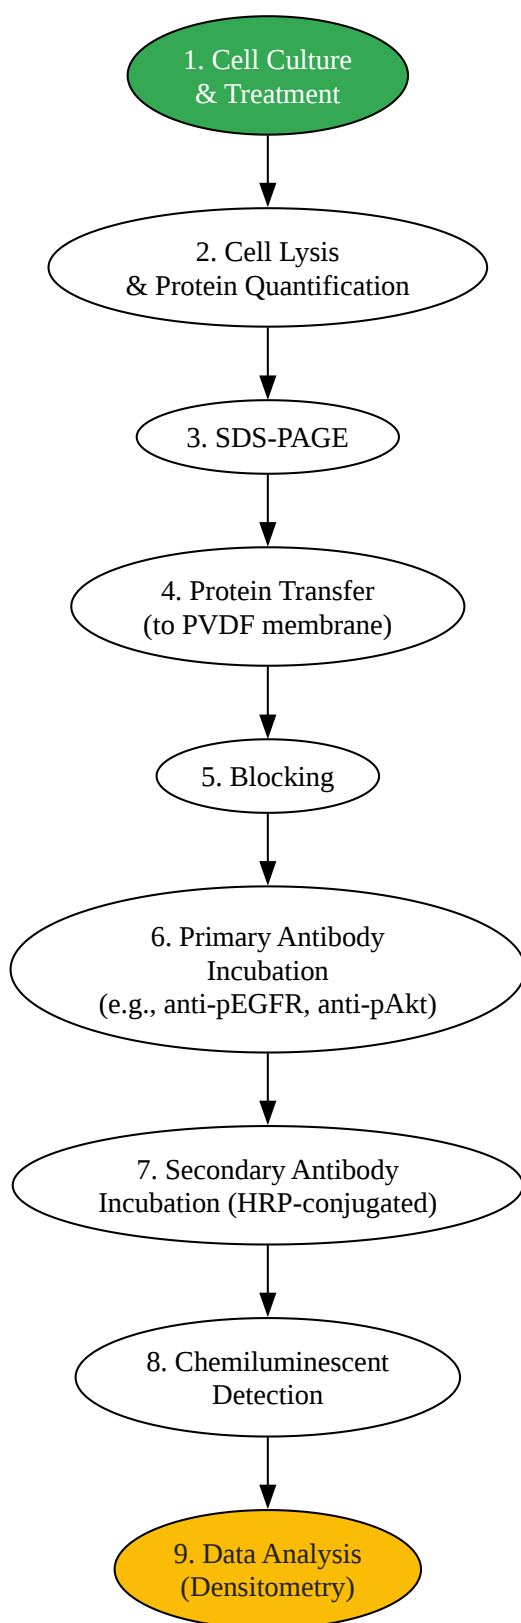 1. Cell Culture
& Treatment
2. Cell Lysis
& Protein Quantification
3. SDS-PAGE
4. Protein Transfer
(to PVDF membrane)
5. Blocking
6. Primary Antibody
Incubation
(e.g., anti-pEGFR, anti-pAkt)
7. Secondary Antibody
Incubation (HRP-conjugated)
8. Chemiluminescent
Detection
9. Data Analysis
(Densitometry)